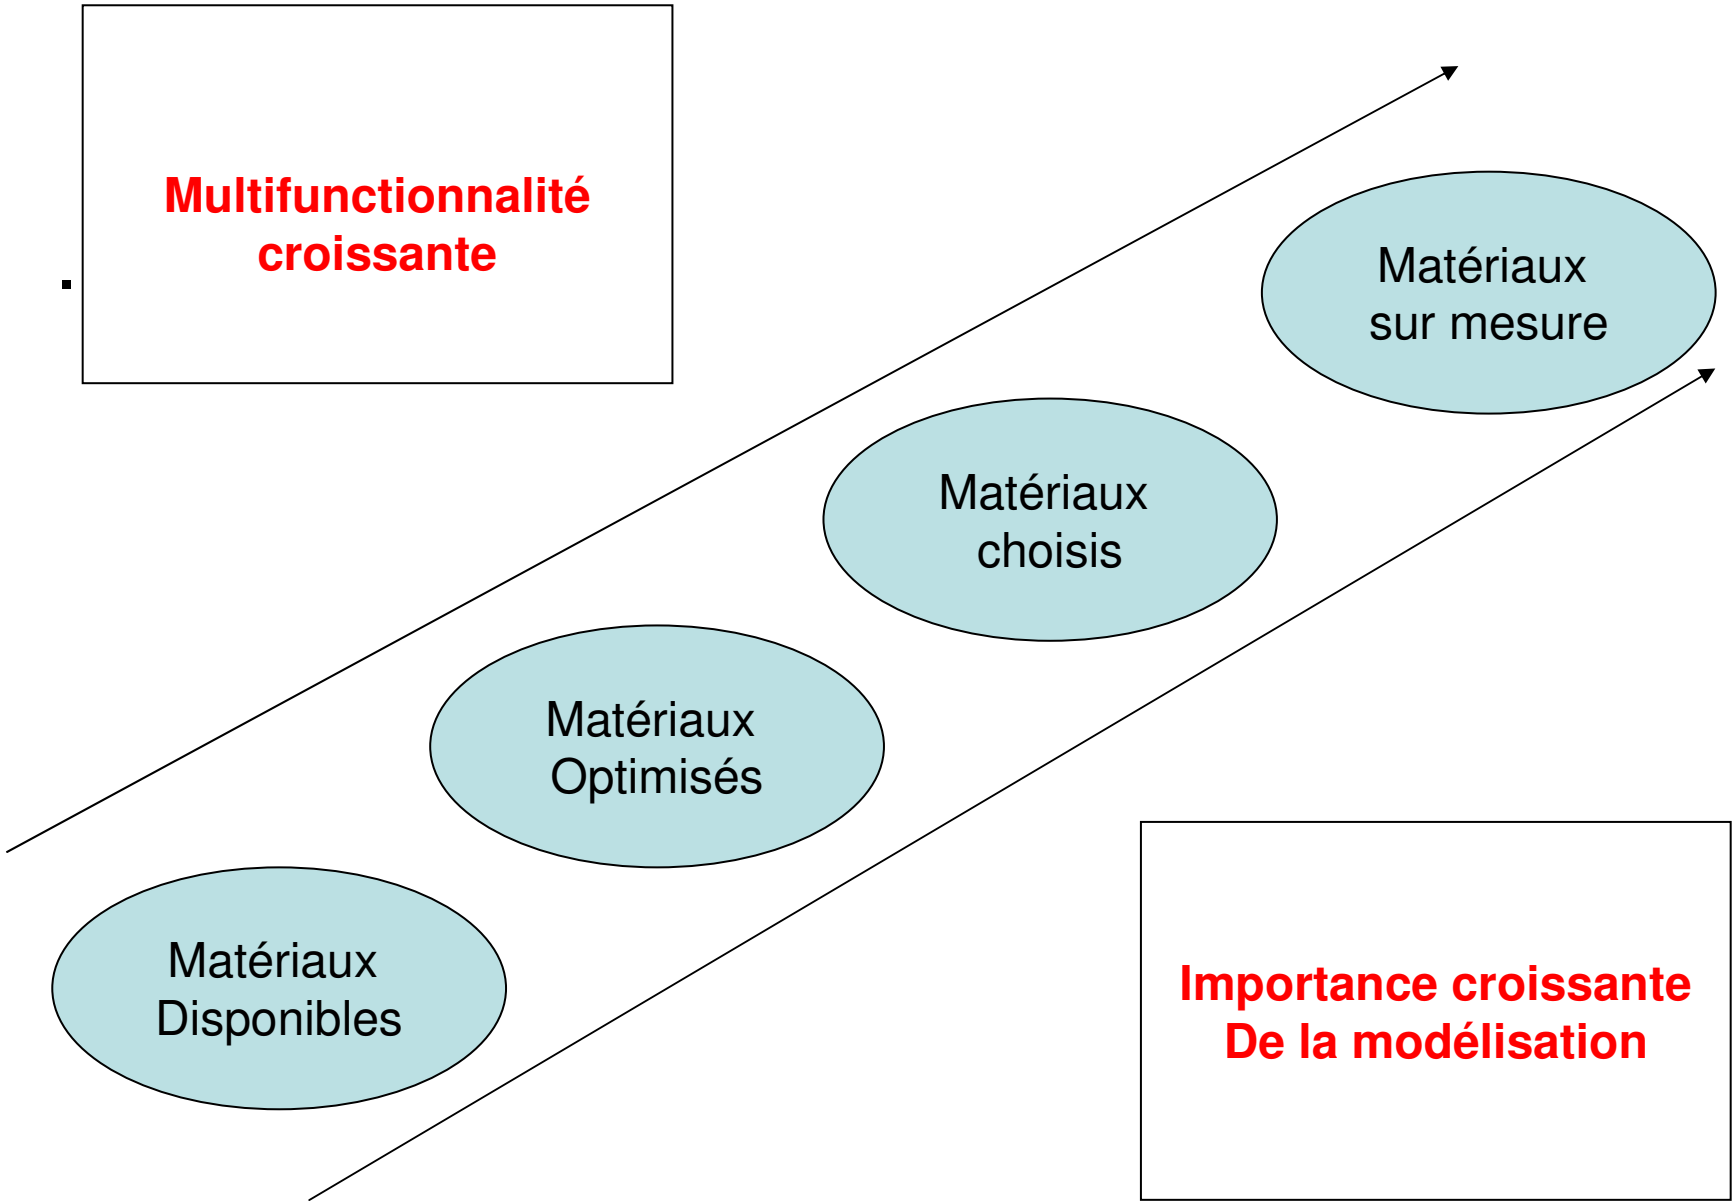 Multifunctionnalité
croissante
Matériaux
sur mesure
Matériaux
choisis
Matériaux
Optimisés
Matériaux
Disponibles
Importance croissante
De la modélisation